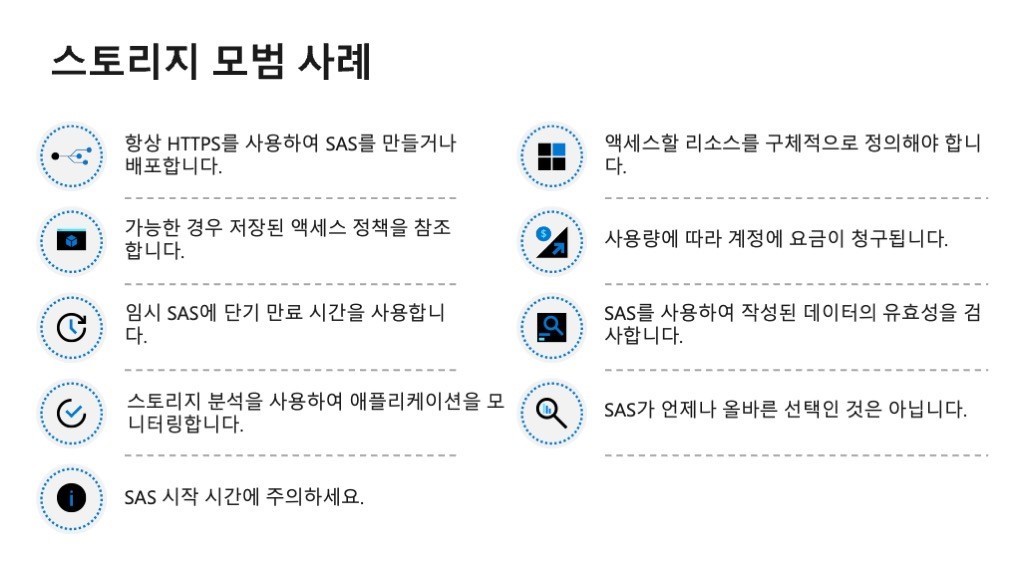 스토리지 모범 사례
항상 HTTPS를 사용하여 SAS를 만들거나
배포합니다.
가능한 경우 저장된 액세스 정책을 참조
합니다.
임시 SAS에 단기 만료 시간을 사용합니
다.
스토리지 분석을 사용하여 애플리케이션을 모
니터링합니다.
SAS 시작 시간에 주의하세요.
액세스할 리소스를 구체적으로 정의해야 합니
다.
사용량에 따라 계정에 요금이 청구됩니다.
SAS를 사용하여 작성된 데이터의 유효성을 검
사합니다.
SAS가 언제나 올바른 선택인 것은 아닙니다.